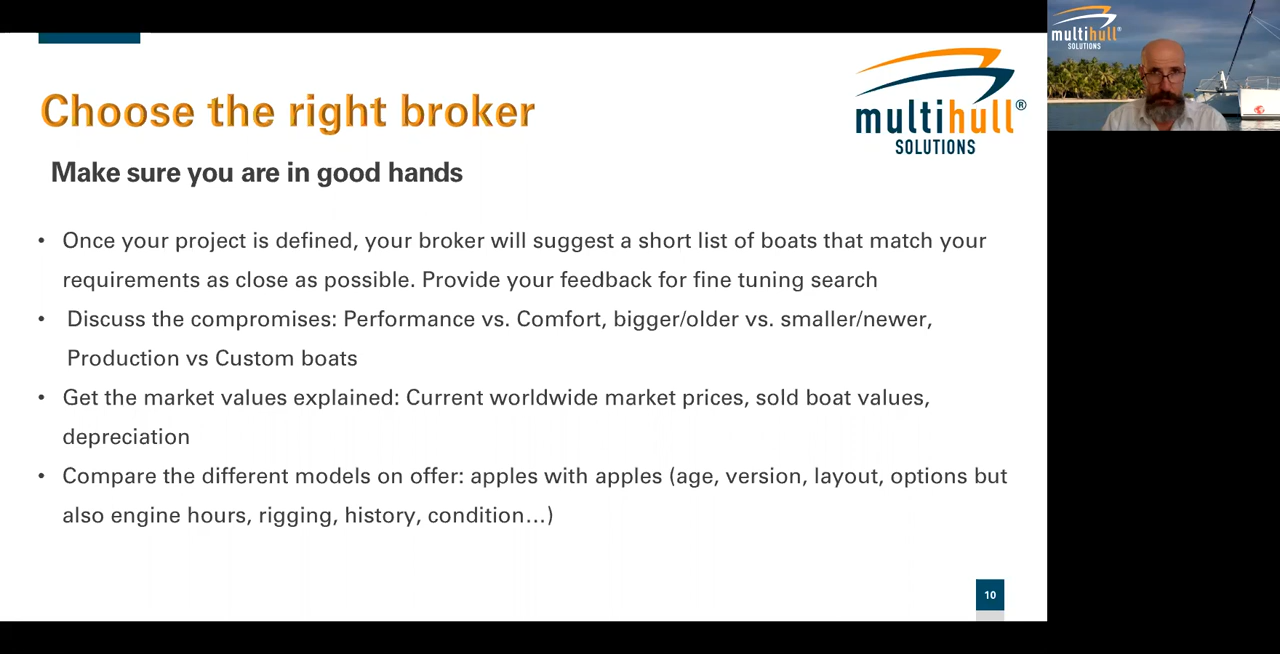 Choose the right broker
multihull®
SOLUTIONS
Make sure you are in good hands
• Once your project is defined, your broker will suggest a short list of boats that match your
requirements as close as possible. Provide your feedback for fine tuning search
• Discuss the compromises: Performance vs. Comfort, bigger/older vs. smaller/newer,
Production vs Custom boats
• Get the market values explained: Current worldwide market prices, sold boat values,
depreciation
• Compare the different models on offer: apples with apples (age, version, layout, options but
also engine hours, rigging, history, condition…)
10
multihull®
SOLUTIONS